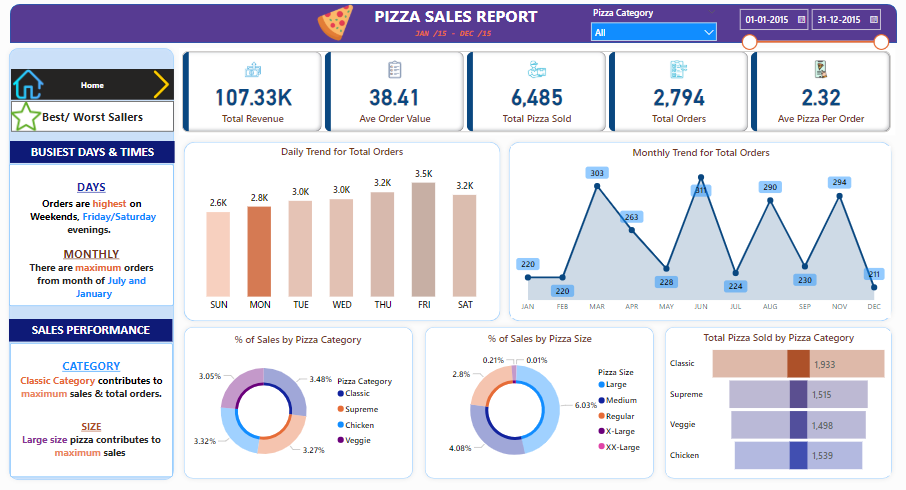 PIZZA SALES REPORT
JAN /15 - DEC /15
Pizza Category
All
01-01-2015
31-12-2015
Home
Best/ Worst Sallers
BUSIEST DAYS & TIMES
DAYS
Orders are highest on
Weekends, Friday/Saturday
evenings.
MONTHLY
There are maximum orders
from month of July and
January
SALES PERFORMANCE
CATEGORY
Classic Category contributes to
maximum sales & total orders.
SIZE
Large size pizza contributes to
maximum sales
107.33K
Total Revenue
38.41
Ave Order Value
6,485
Total Pizza Sold
2,794
Total Orders
2.32
Ave Pizza Per Order
Daily Trend for Total Orders
2.6K
2.8K
3.0K
3.0K
3.2K
3.5K
3.2K
SUN
MON
TUE
WED
THU
FRI
SAT
Monthly Trend for Total Orders
220
220
303
263
228
311
224
290
230
294
211
JAN
FEB
MAR
APR
MAY
JUN
JUL
AUG
SEP
NOV
DEC
% of Sales by Pizza Category
3.05%
3.48%
3.32%
3.27%
Pizza Category
Classic
Supreme
Chicken
Veggie
% of Sales by Pizza Size
0.21%
0.01%
2.8%
6.03%
4.08%
Pizza Size
Large
Medium
Regular
X-Large
XX-Large
Total Pizza Sold by Pizza Category
Classic
1,933
Supreme
1,515
Veggie
1,498
Chicken
1,539